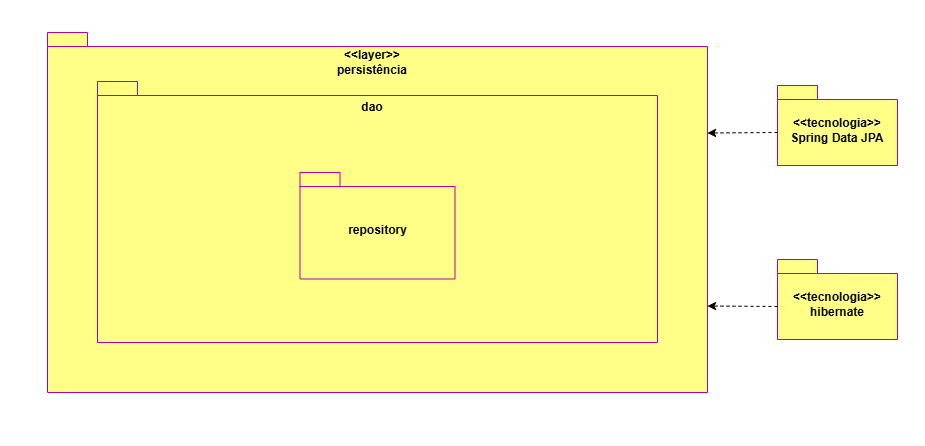 <<layer>>
persistência
dao
repository
<<tecnologia>>
Spring Data JPA
<<tecnologia>>
hibernate